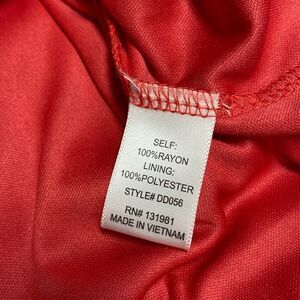 SELF:
100%RAYON
LINING:
100%POLYESTER
STYLE# DD056
RN# 131981
MADE IN VIETNAM